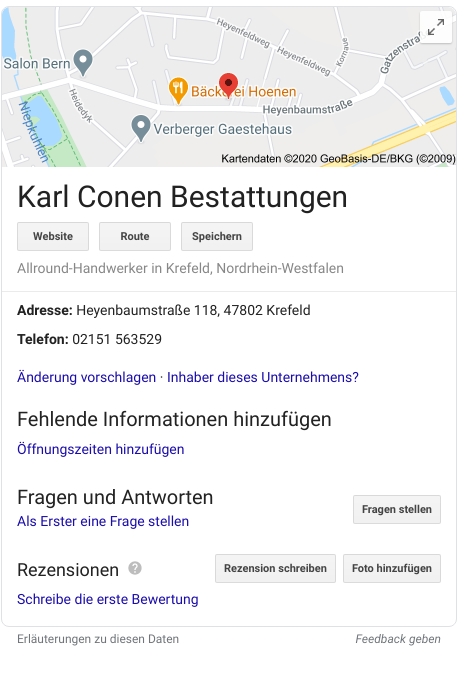 Heyenfeldweg
Heyenfeldweg
Kornaue
Gatzenstra
Salon Bern
Heidedyk
Bäckerei Hoenen
Heyenbaumstraße
Niepkuhlen
Verberger Gaestehaus
Kartendaten ©2020 GeoBasis-DE/BKG (©2009)
Karl Conen Bestattungen
Website Route Speichern
Allround-Handwerker in Krefeld, Nordrhein-Westfalen
Adresse: Heyenbaumstraße 118, 47802 Krefeld
Telefon: 02151 563529
Änderung vorschlagen · Inhaber dieses Unternehmens?
Fehlende Informationen hinzufügen
Öffnungszeiten hinzufügen
Fragen und Antworten
Fragen stellen
Als Erster eine Frage stellen
Rezensionen ? Rezension schreiben Foto hinzufügen
Schreibe die erste Bewertung
Erläuterungen zu diesen Daten Feedback geben